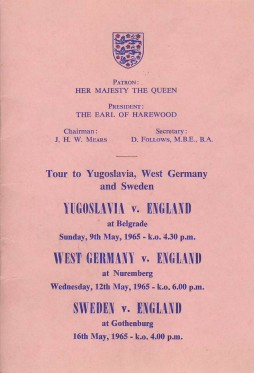 PATRON:
HER MAJESTY THE QUEEN
PRESIDENT:
THE EARL OF HAREWOOD
Chairman: Secretary:
J. H. W. MEARS D. FOLLOWS, M.B.E., B.A.
Tour to Yugoslavia, West Germany
and Sweden
YUGOSLAVIA v. ENGLAND
at Belgrade
Sunday, 9th May, 1965 - k.o. 4.30 p.m.
WEST GERMANY v. ENGLAND
at Nuremberg
Wednesday, 12th May, 1965 - k.o. 6.00 p.m.
SWEDEN v. ENGLAND
at Gothenburg
16th May, 1965 - k.o. 4.00 p.m.